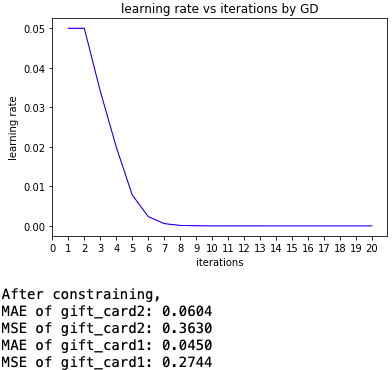 learning rate vs iterations by GD
0.05
0.04
0.03
0.02
0.01
0.00
learning rate
0 1 2 3 4 5 6 7 8 9 10 11 12 13 14 15 16 17 18 19 20
iterations
After constraining,
MAE of gift_card2: 0.0604
MSE of gift_card2: 0.3630
MAE of gift_card1: 0.0450
MSE of gift_card1: 0.2744